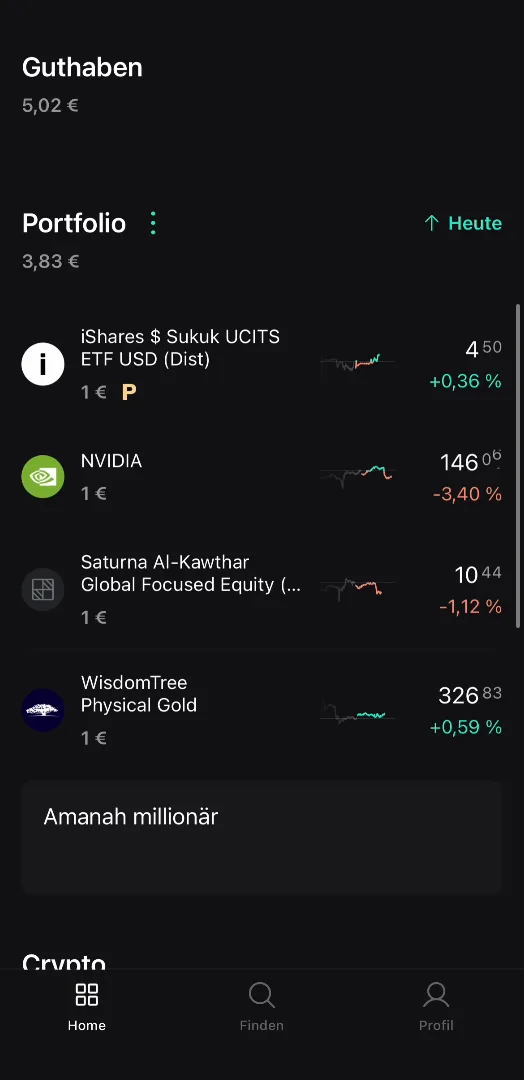 Guthaben
5,02 €
Portfolio
↑ Heute
3,83 €
i
iShares $ Sukuk UCITS
ETF USD (Dist)
1 € P
4 50
+0,36 %
NVIDIA
1 €
146 06
-3,40 %
Saturna Al-Kawthar
Global Focused Equity (...
1 €
10 44
-1,12 %
WisdomTree
Physical Gold
1 €
326 83
+0,59 %
Amanah millionär
Crypto
Home
Finden
Profil